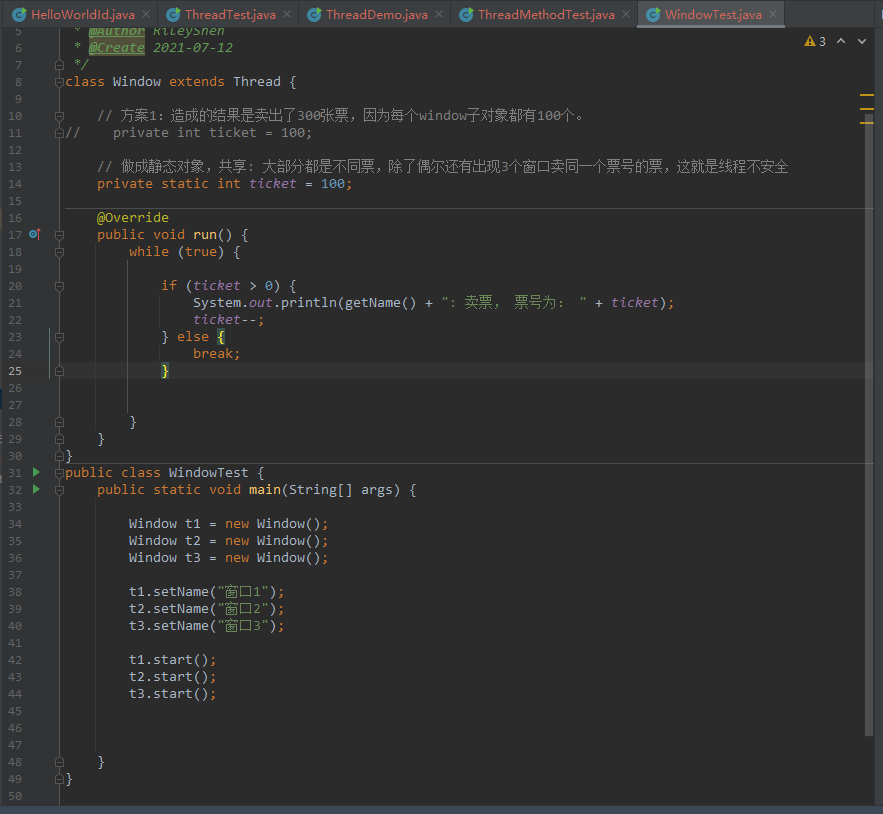 HelloWorldId.java ThreadTest.java ThreadDemo.java ThreadMethodTest.java WindowTest.java
5 * @Author RileyShen
6 * @Create 2021-07-12
3
7 */
8 class Window extends Thread {
9
10 // 方案1: 造成的结果是卖出了300张票, 因为每个window子对象都有100个。
11 // private int ticket = 100;
12
13 // 做成静态对象, 共享: 大部分都是不同票, 除了偶尔还有出现3个窗口卖同一个票号的票, 这就是线程不安全
14 private static int ticket = 100;
15
16 @Override
17 public void run() {
18 while (true) {
19
20 if (ticket > 0) {
21 System.out.println(getName() + ": 卖票, 票号为: " + ticket);
22 ticket--;
23 } else {
24 break;
25 }
26
27
28 }
29 }
30 }
31 public class WindowTest {
32 public static void main(String[] args) {
33
34 Window t1 = new Window();
35 Window t2 = new Window();
36 Window t3 = new Window();
37
38 t1.setName("窗口1");
39 t2.setName("窗口2");
40 t3.setName("窗口3");
41
42 t1.start();
43 t2.start();
44 t3.start();
45
46
47
48 }
49 }
50